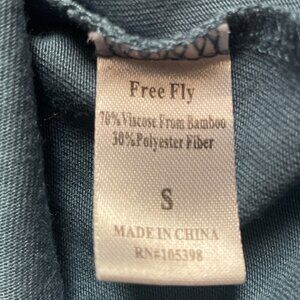 Free Fly
70%Viscose From Bamboo
30%Polyester Fiber
S
MADE IN CHINA
RN#105398